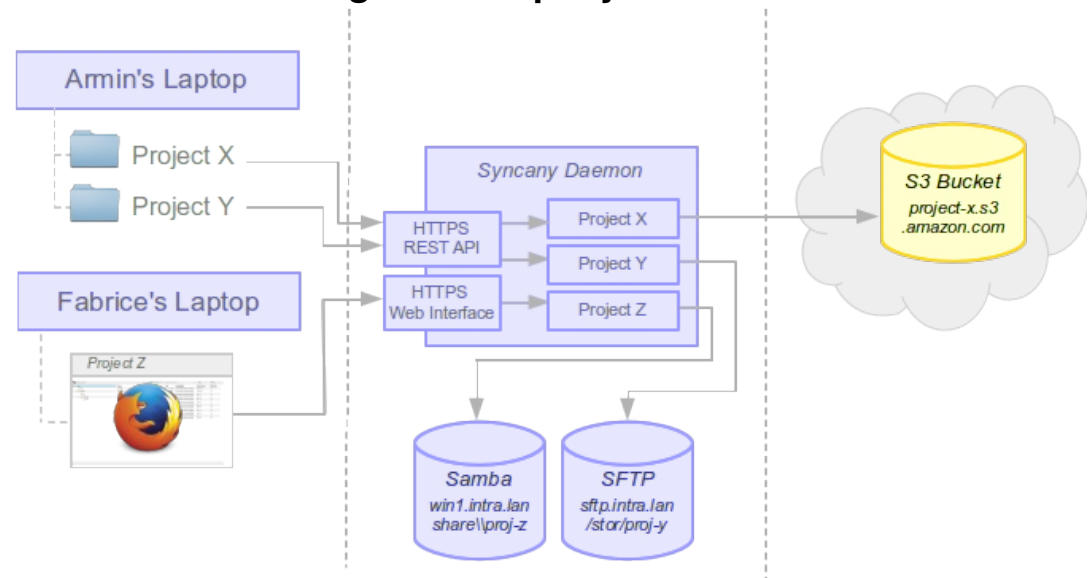 Armin's Laptop
Project X
Project Y
Fabrice's Laptop
Project Z
Syncany Daemon
HTTPS
REST API
HTTPS
Web Interface
Project X
Project Y
Project Z
Samba
win1.intra.lan
share\\proj-z
SFTP
sftp.intra.lan
/stor/proj-y
S3 Bucket
project-x.s3
.amazon.com